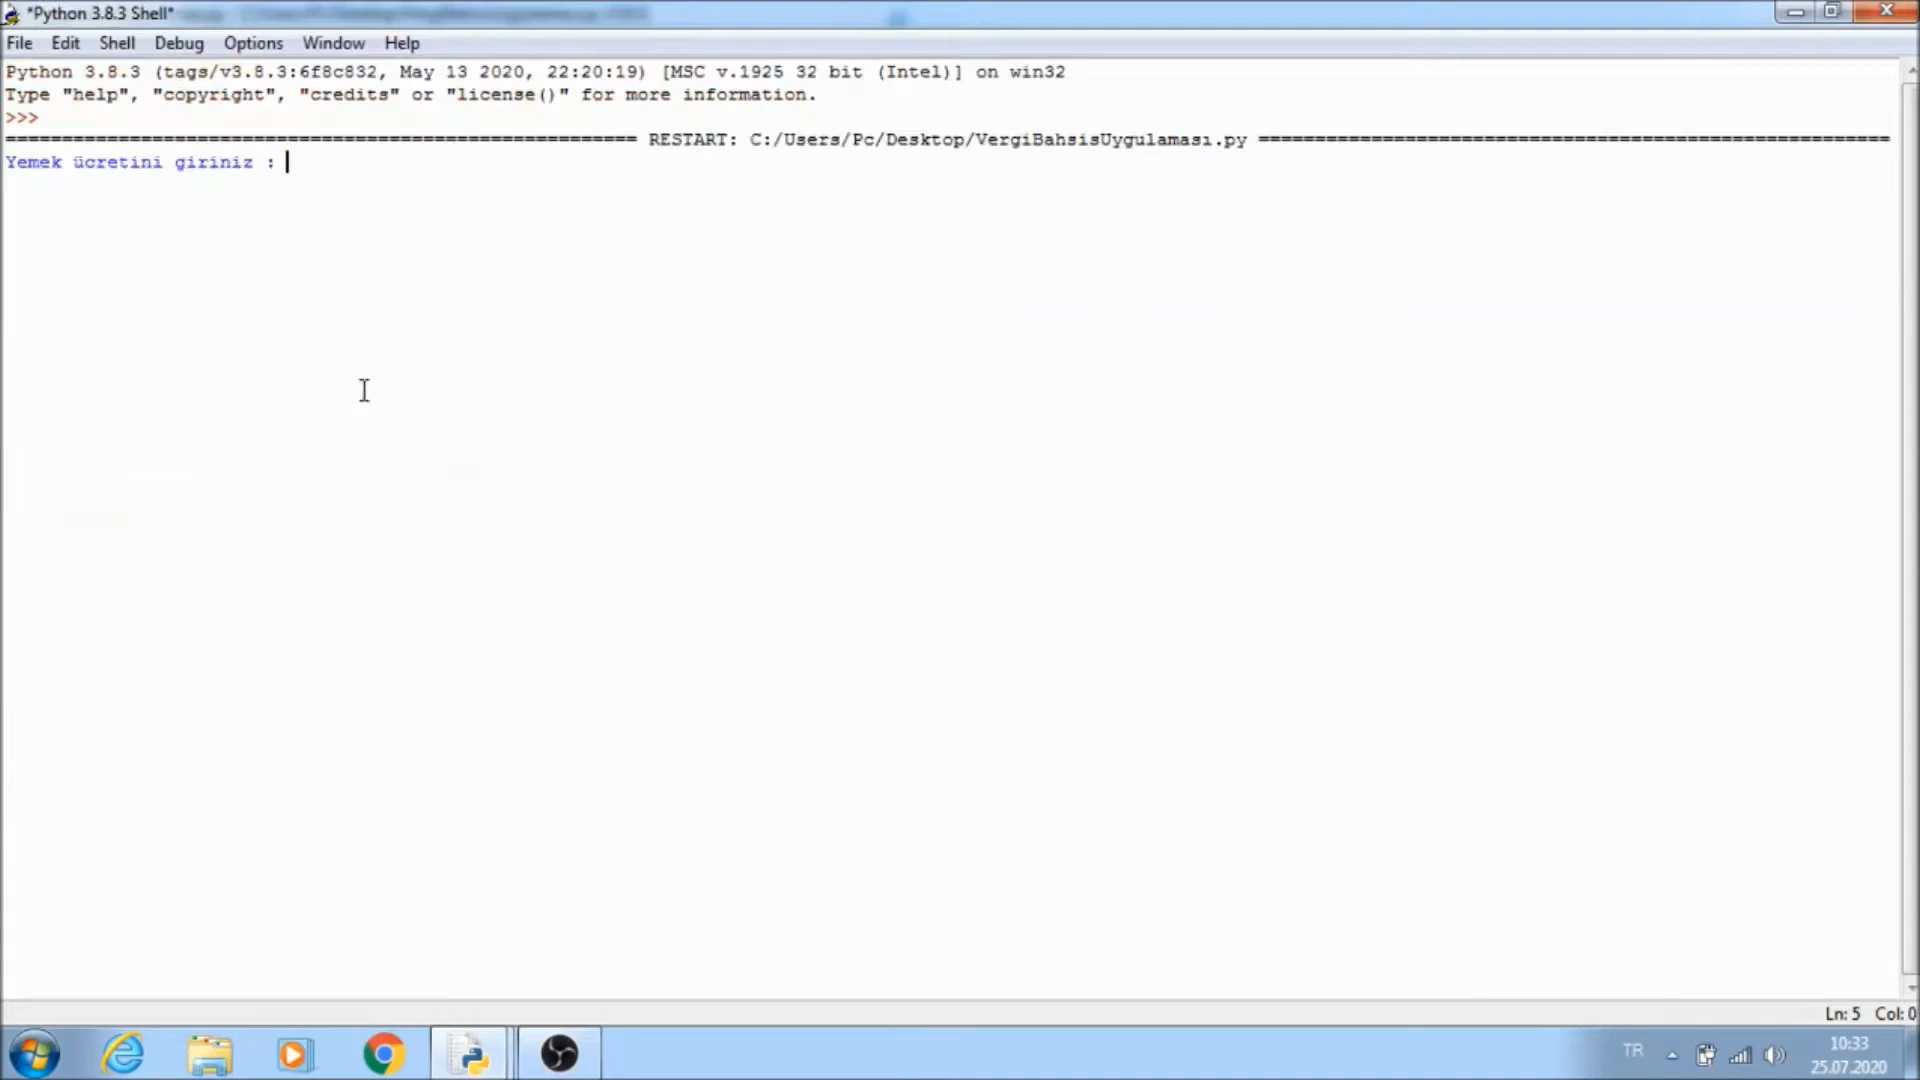 *Python 3.8.3 Shell*
File Edit Shell Debug Options Window Help
Python 3.8.3 (tags/v3.8.3:6f8c832, May 13 2020, 22:20:19) [MSC v.1925 32 bit (Intel)] on win32
Type "help", "copyright", "credits" or "license()" for more information.
>>>
======================================================== RESTART: C:/Users/Pc/Desktop/VergiBahsisUygulaması.py ========================================================
Yemek ücretini giriniz :
Ln: 5 Col: 0
TR
10:33
25.07.2020